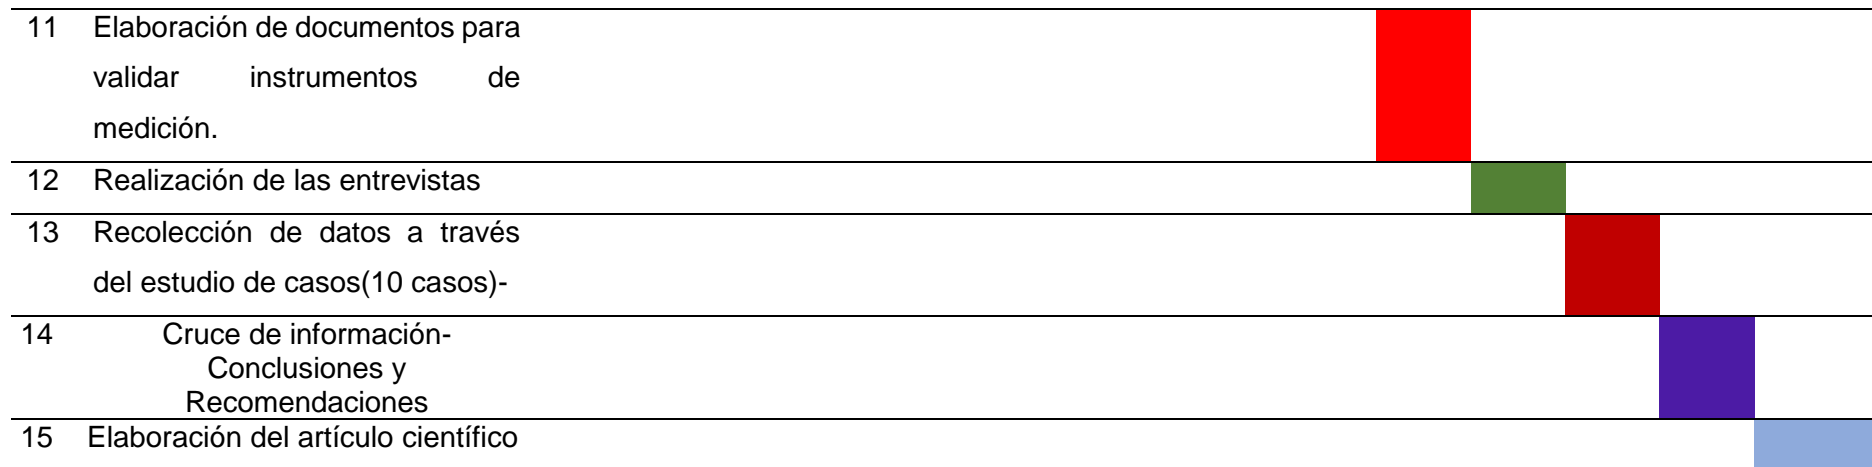 11 Elaboración de documentos para
validar instrumentos de
medición.
12 Realización de las entrevistas
13 Recolección de datos a través
del estudio de casos(10 casos)-
14 Cruce de información-
Conclusiones y
Recomendaciones
15 Elaboración del artículo científico